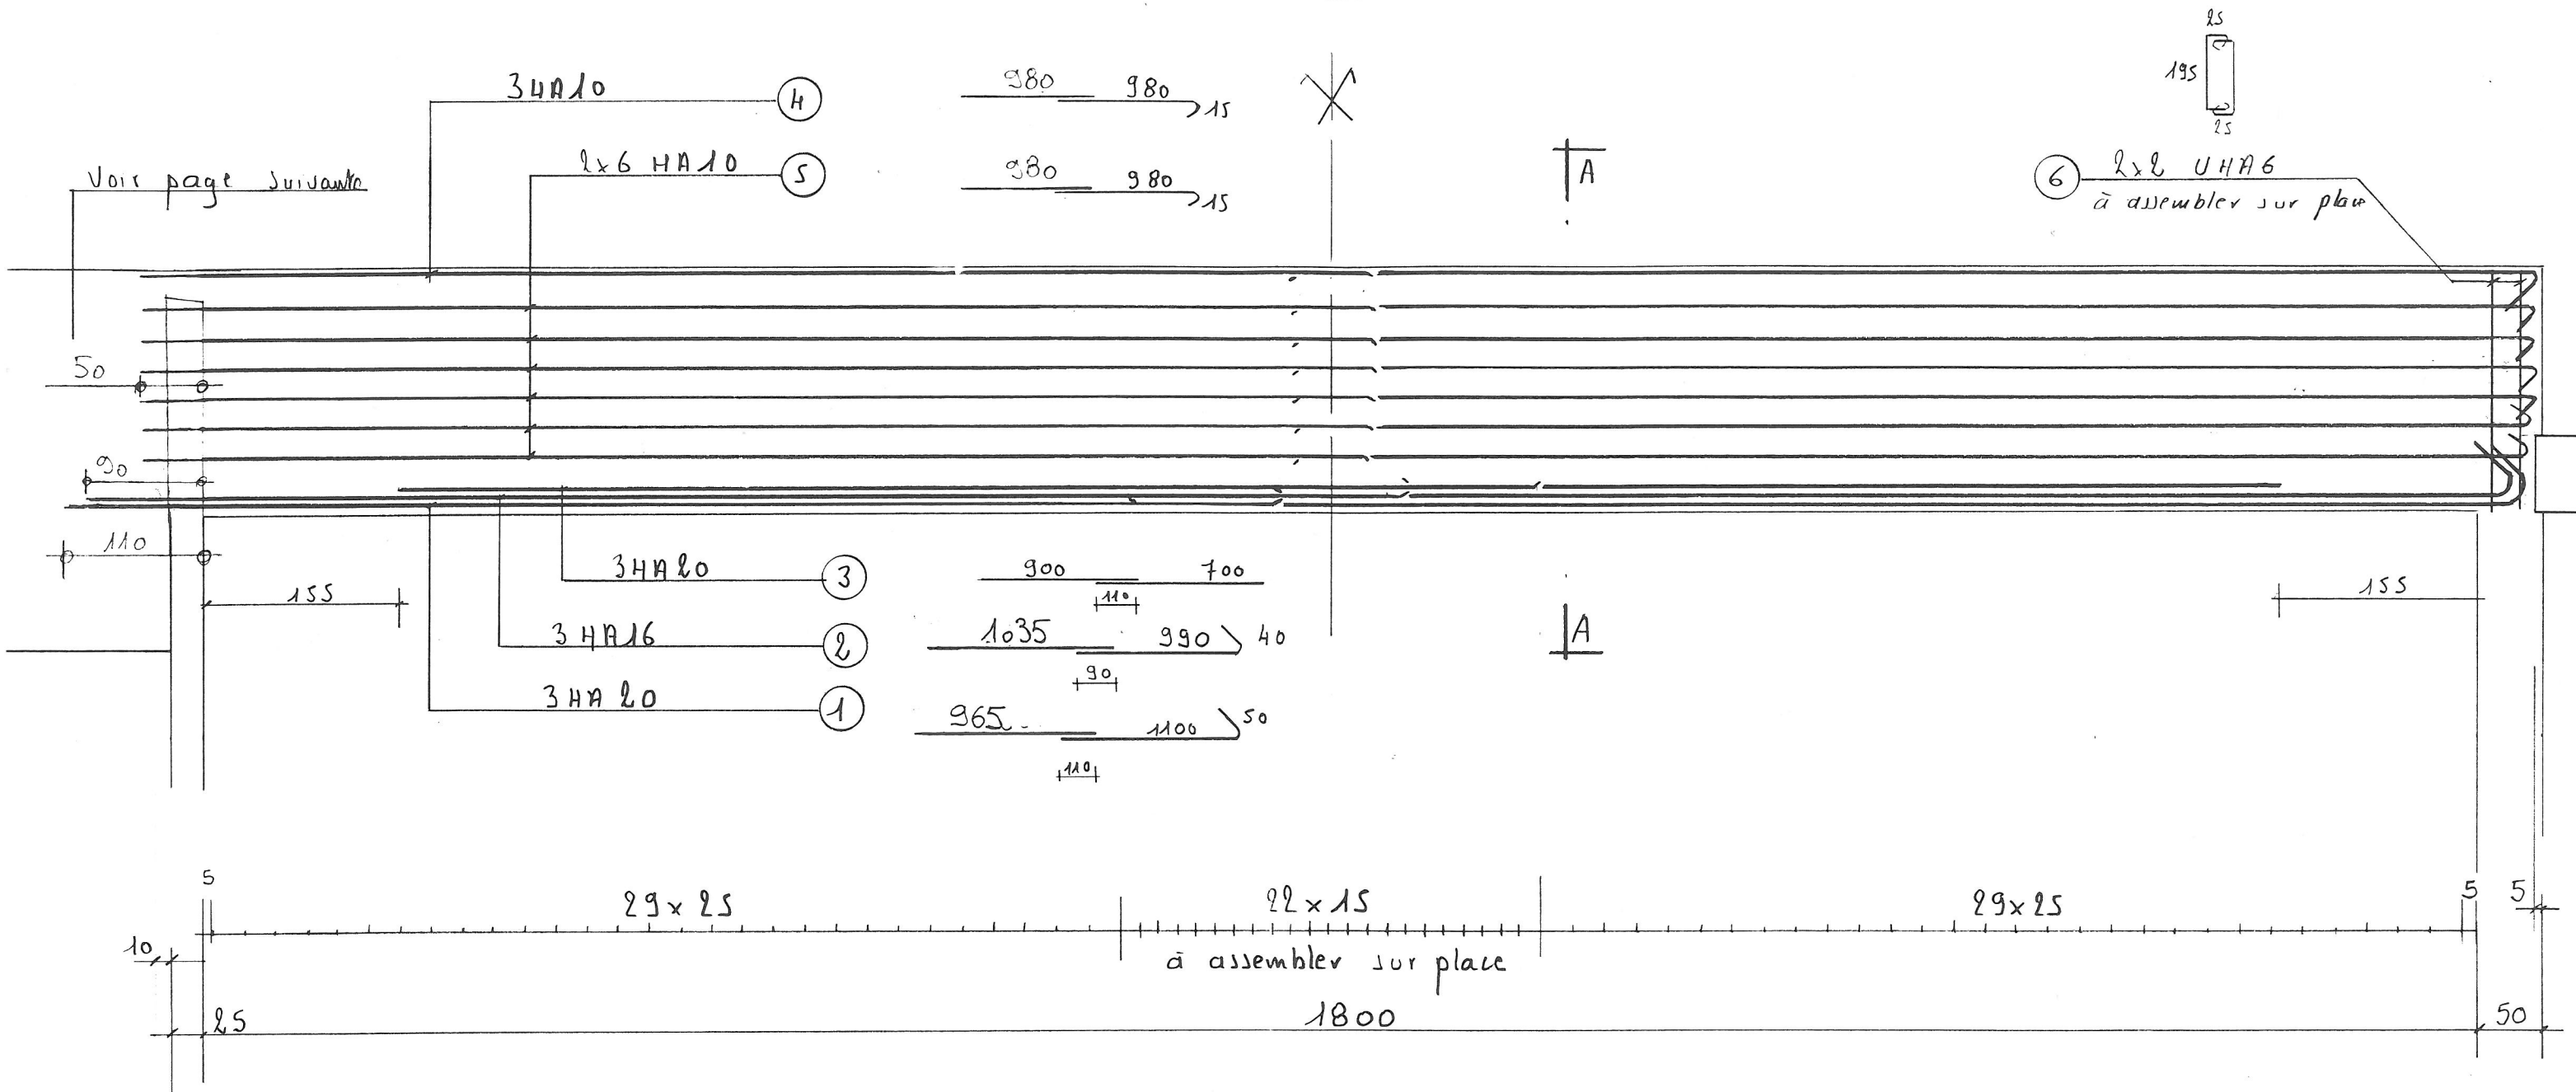 25
195
25
3HA10
4
980
980
15
2x6 HA10
5
980
980
15
A
6
2x2 UHA6
à assembler sur place
Voir page suivante
50
90
110
155
3HA20
3
900
700
110
155
3HA16
2
1035
990
40
90
A
3HA20
1
965
1100
50
110
5
29x25
22x15
29x25
5
5
10
à assembler sur place
25
1800
50